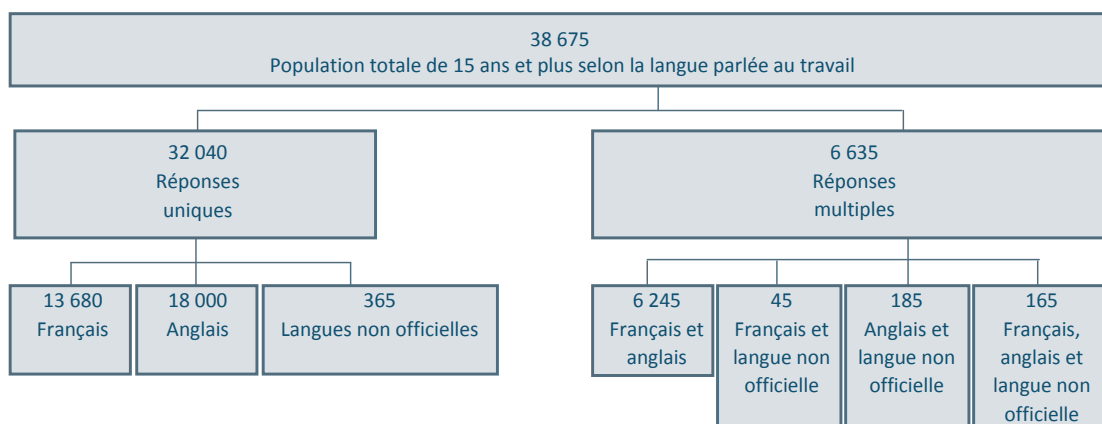 38 675
Population totale de 15 ans et plus selon la langue parlée au travail
32 040
Réponses
uniques
6 635
Réponses
multiples
13 680
Français
18 000
Anglais
365
Langues non officielles
6 245
Français et
anglais
45
Français et
langue non
officielle
185
Anglais et
langue non
officielle
165
Français,
anglais et
langue non
officielle